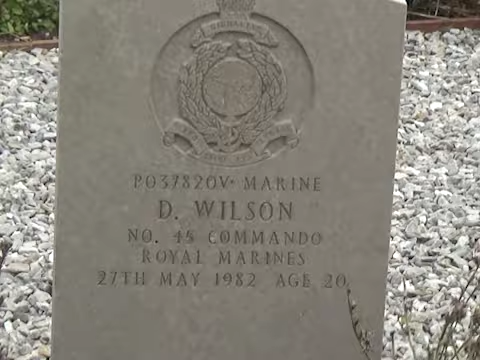 PO37820V· MARINE
D. WILSON
NO. 45 COMMANDO
ROYAL MARINES
27TH MAY 1982 AGE 20